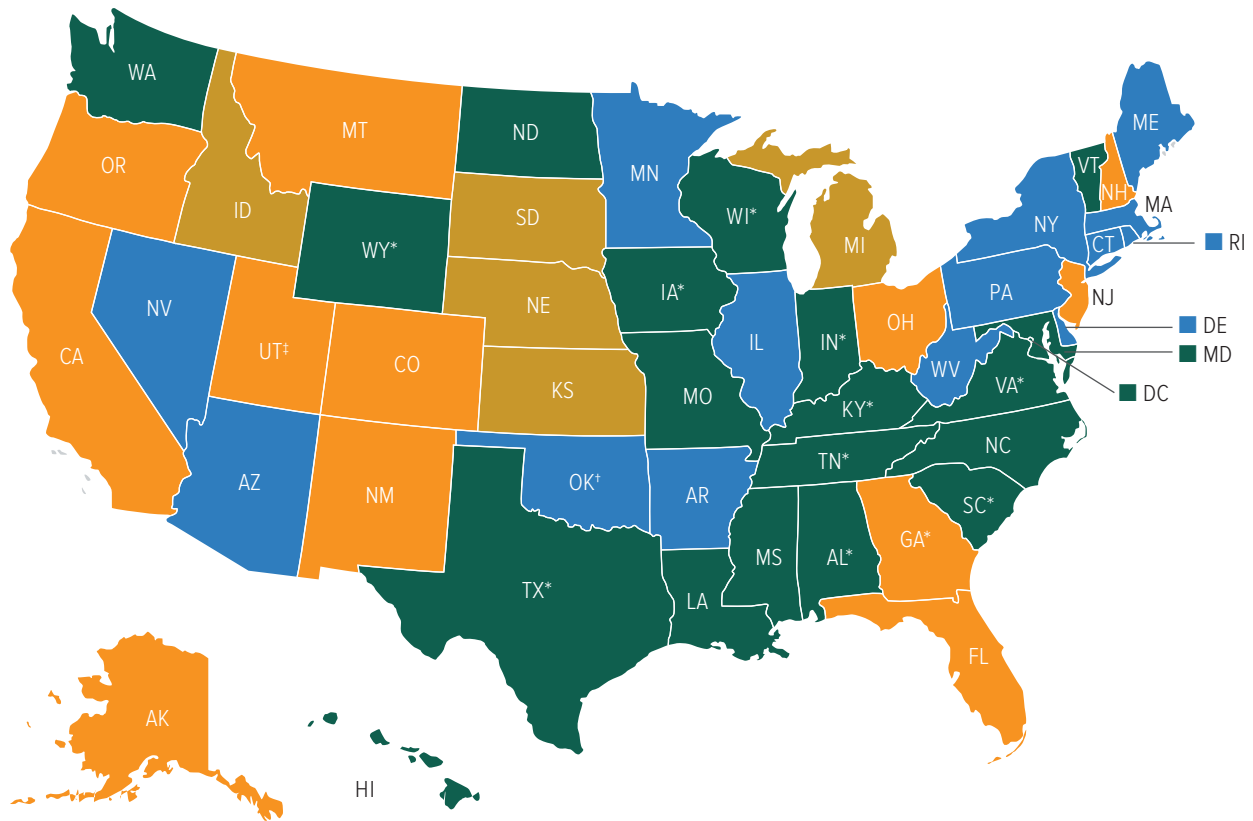 WA
MT
ND
MN
ME
OR
ID
SD
WI*
VT
NH
MA
WY*
MI
NY
CT
RI
NV
NE
IA*
PA
NJ
CA
UT‡
CO
IL
IN*
OH
DE
MD
KS
MO
WV
VA*
DC
KY*
AZ
NM
OK†
AR
TN*
NC
SC*
TX*
LA
MS
AL*
GA*
FL
AK
HI